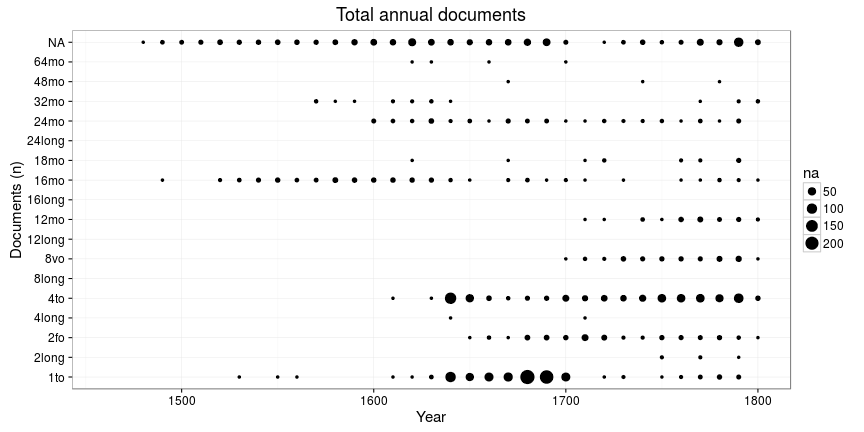 Total annual documents
Documents (n)
NA
64mo
48mo
32mo
24mo
24long
18mo
16mo
16long
12mo
12long
8vo
8long
4to
4long
2fo
2long
1to
1500
1600
1700
1800
Year
na
50
100
150
200